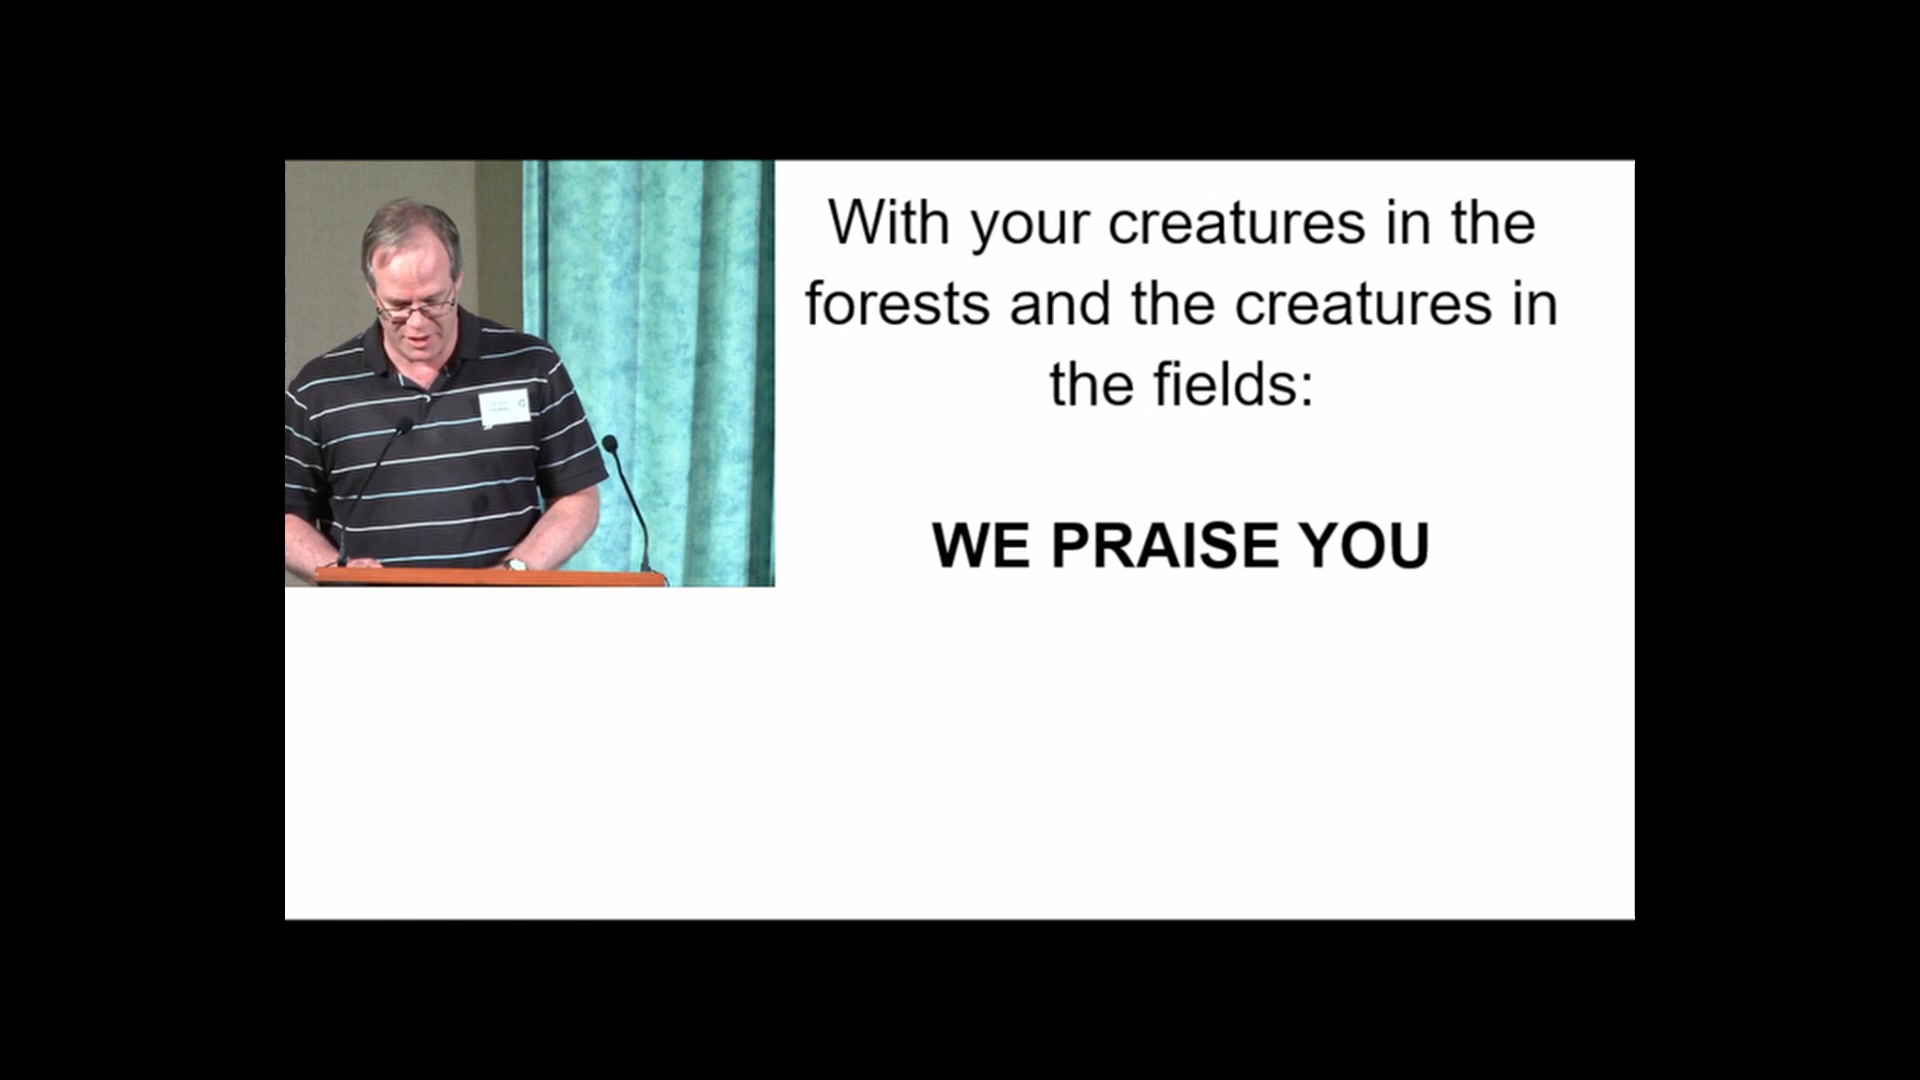 With your creatures in the
forests and the creatures in
the fields:
WE PRAISE YOU